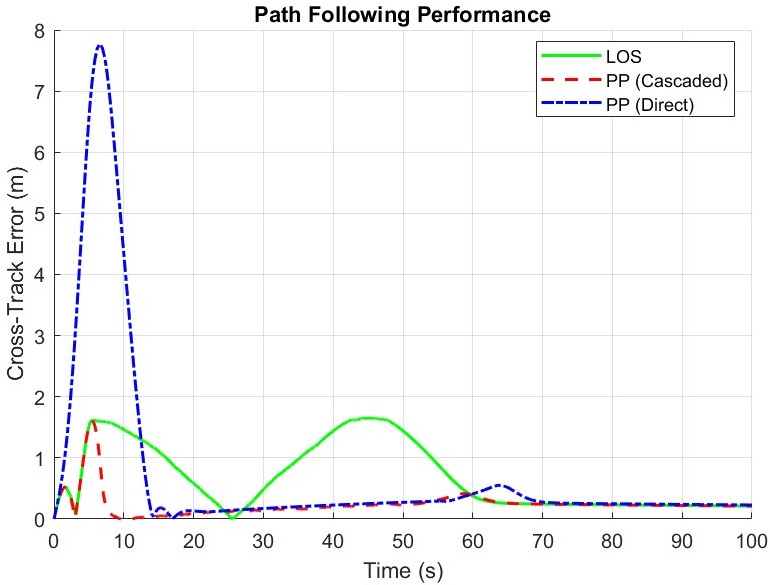 Path Following Performance
LOS
PP (Cascaded)
PP (Direct)
Cross-Track Error (m)
8
7
6
5
4
3
2
1
0
0 10 20 30 40 50 60 70 80 90 100
Time (s)